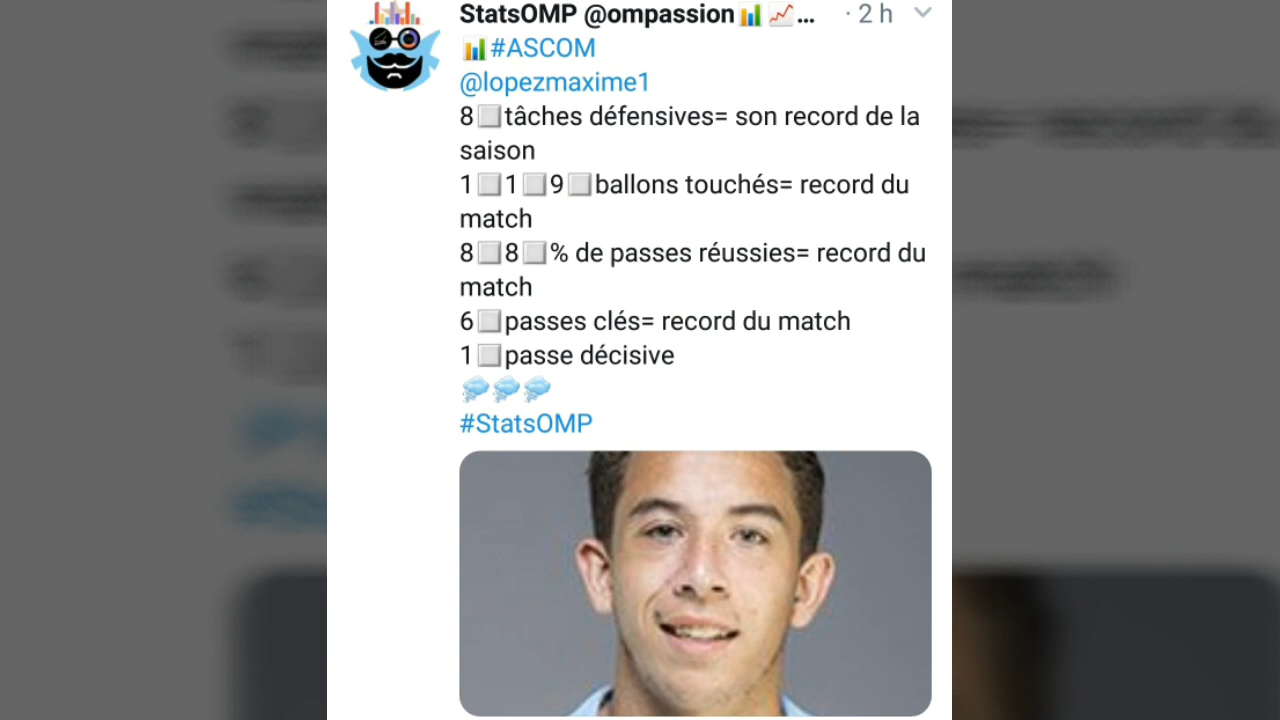 StatsOMP @ompassion📊📈... · 2 h
📊#ASCOM
@lopezmaxime1
8⬜tâches défensives= son record de la
saison
1⬜1⬜9⬜ballons touchés= record du
match
8⬜8⬜% de passes réussies= record du
match
6⬜passes clés= record du match
1⬜passe décisive
🌪️🌪️🌪️
#StatsOMP